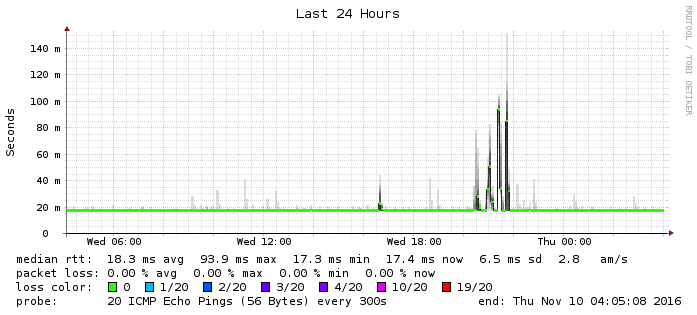 Last 24 Hours
RRDTOOL / TOBI OETIKER
Seconds
140 m
120 m
100 m
80 m
60 m
40 m
20 m
0
Wed 06:00 Wed 12:00 Wed 18:00 Thu 00:00
median rtt: 18.3 ms avg 93.9 ms max 17.3 ms min 17.4 ms now 6.5 ms sd 2.8 am/s
packet loss: 0.00 % avg 0.00 % max 0.00 % min 0.00 % now
loss color: 0 1/20 2/20 3/20 4/20 10/20 19/20
probe: 20 ICMP Echo Pings (56 Bytes) every 300s end: Thu Nov 10 04:05:08 2016